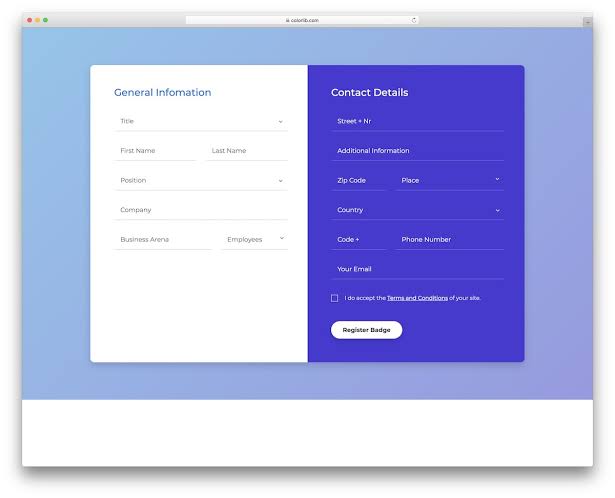 colorlib.com
General Infomation
Title
First Name Last Name
Position
Company
Business Arena Employees
Contact Details
Street + Nr
Additional Information
Zip Code Place
Country
Code + Phone Number
Your Email
I do accept the Terms and Conditions of your site.
Register Badge